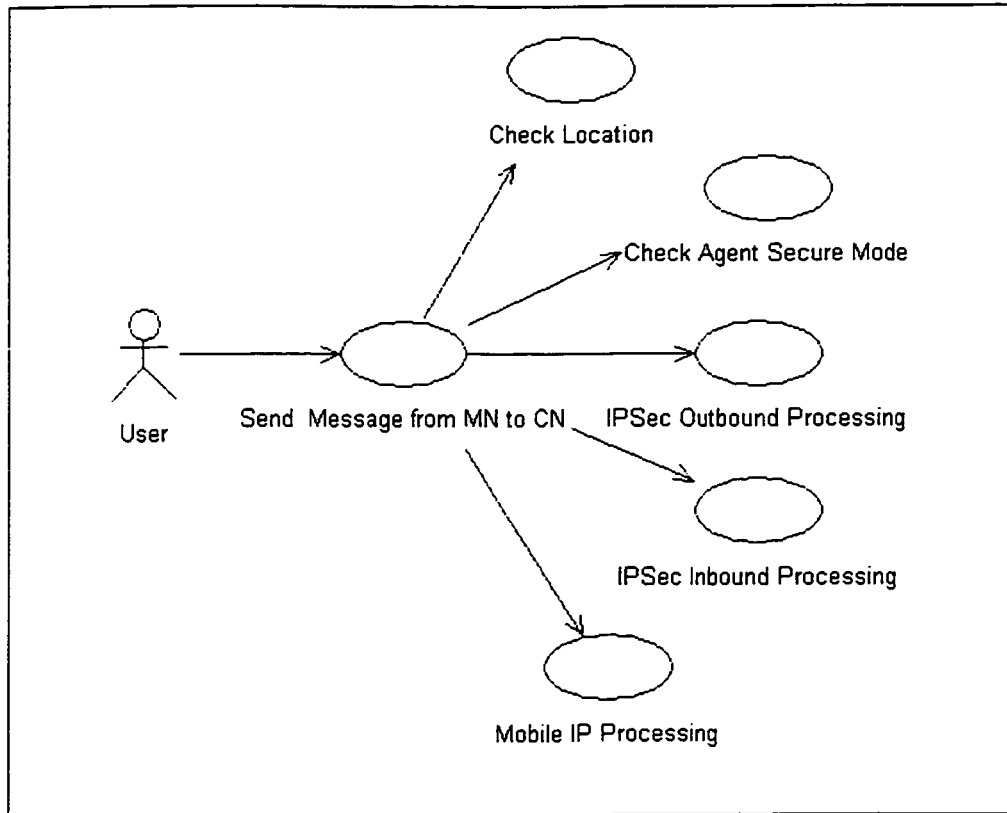 Check Location
Check Agent Secure Mode
User
Send Message from MN to CN
IPSec Outbound Processing
IPSec Inbound Processing
Mobile IP Processing